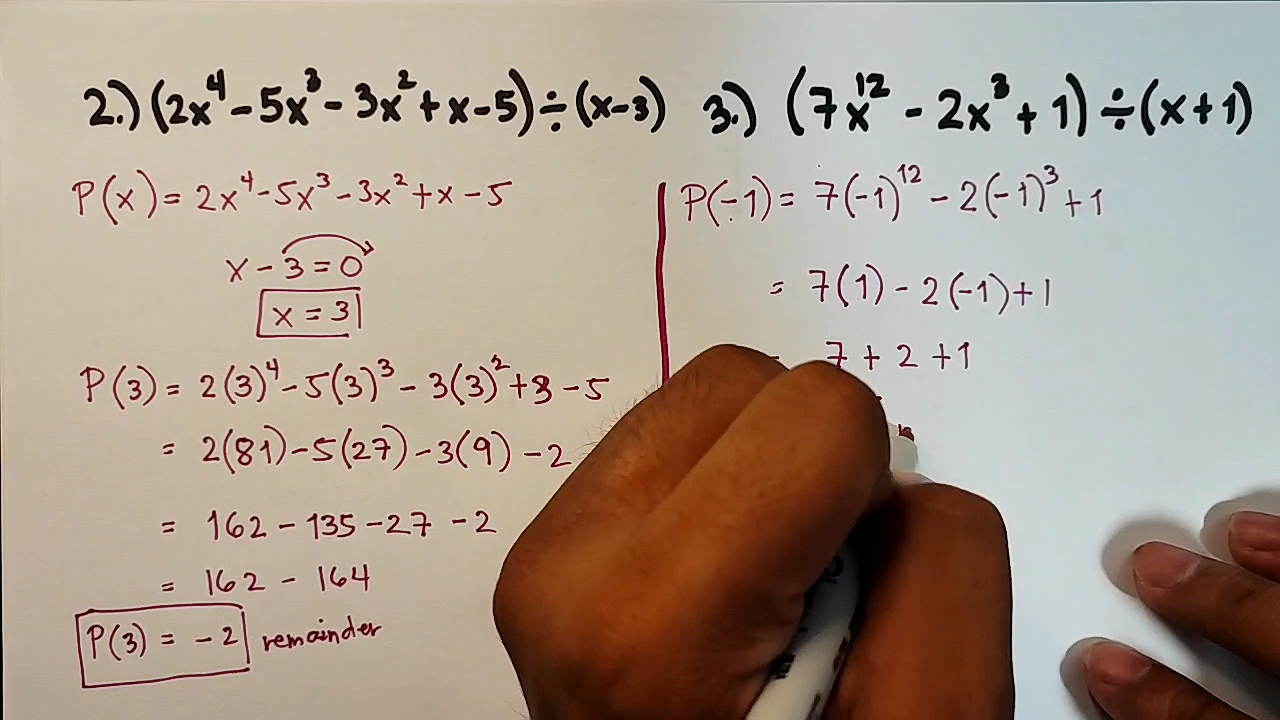 2.) (2x⁴ - 5x³ - 3x² + x - 5) ÷ (x - 3)
P(x) = 2x⁴ - 5x³ - 3x² + x - 5
x - 3 = 0
x = 3
P(3) = 2(3)⁴ - 5(3)³ - 3(3)² + 3 - 5
= 2(81) - 5(27) - 3(9) - 2
= 162 - 135 - 27 - 2
= 162 - 164
P(3) = - 2 remainder
3.) (7x¹² - 2x³ + 1) ÷ (x + 1)
P(-1) = 7(-1)¹² - 2(-1)³ + 1
= 7(1) - 2(-1) + 1
7 + 2 + 1